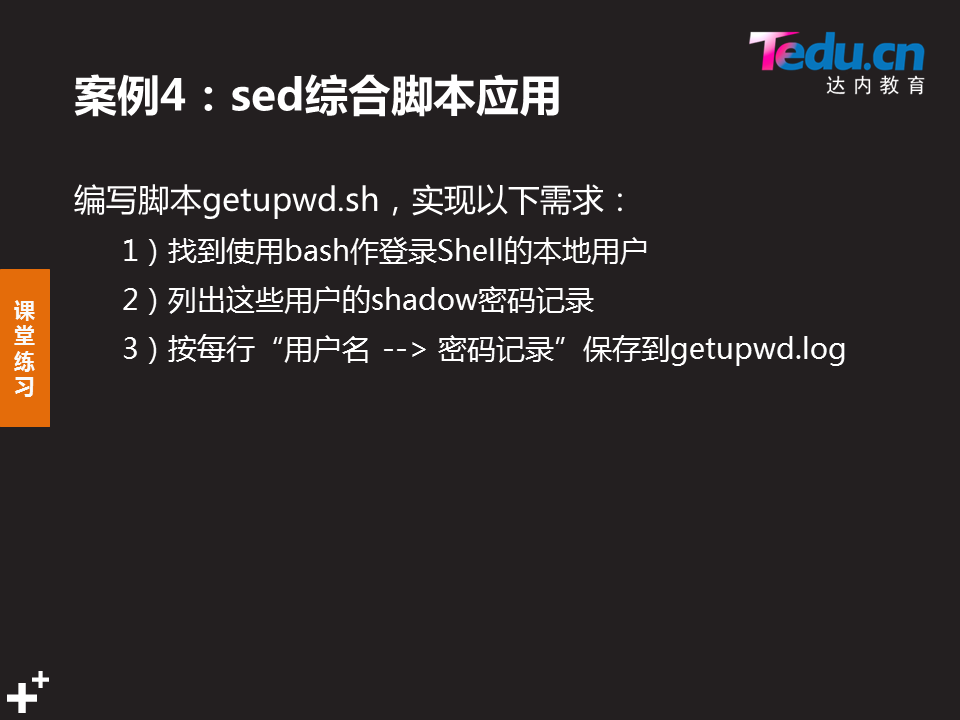 Tedu.cn
达内教育
案例4：sed综合脚本应用
编写脚本getupwd.sh，实现以下需求：
1）找到使用bash作登录Shell的本地用户
2）列出这些用户的shadow密码记录
3）按每行“用户名 --> 密码记录”保存到getupwd.log
课
堂
练
习